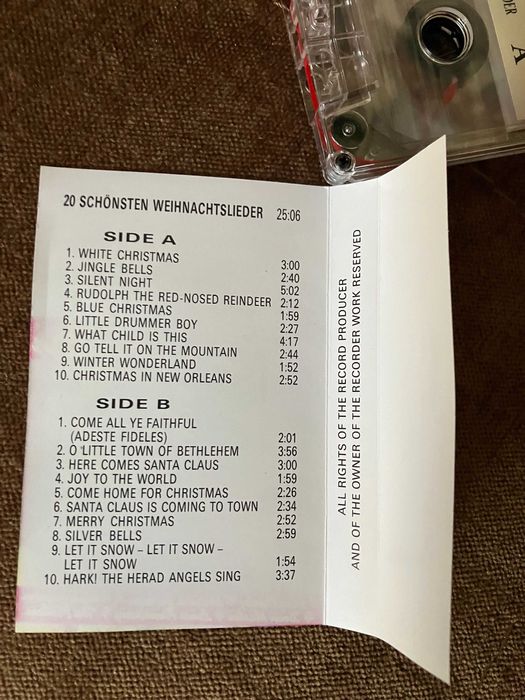 DER
A
20 SCHÖNSTEN WEIHNACHTSLIEDER 25:06
SIDE A
1. WHITE CHRISTMAS 3:00
2. JINGLE BELLS 2:40
3. SILENT NIGHT 5:02
4. RUDOLPH THE RED-NOSED REINDEER 2:12
5. BLUE CHRISTMAS 1:59
6. LITTLE DRUMMER BOY 2:27
7. WHAT CHILD IS THIS 4:17
8. GO TELL IT ON THE MOUNTAIN 2:44
9. WINTER WONDERLAND 1:52
10. CHRISTMAS IN NEW ORLEANS 2:52
SIDE B
1. COME ALL YE FAITHFUL
(ADESTE FIDELES) 2:01
2. O'LITTLE TOWN OF BETHLEHEM 3:56
3. HERE COMES SANTA CLAUS 3:00
4. JOY TO THE WORLD 1:59
5. COME HOME FOR CHRISTMAS 2:26
6. SANTA CLAUS IS COMING TO TOWN 2:34
7. MERRY CHRISTMAS 2:52
8. SILVER BELLS 2:59
9. LET IT SNOW – LET IT SNOW –
LET IT SNOW 1:54
10. HARK! THE HERAD ANGELS SING 3:37
ALL RIGHTS OF THE RECORD PRODUCER
AND OF THE OWNER OF THE RECORDER WORK RESERVED